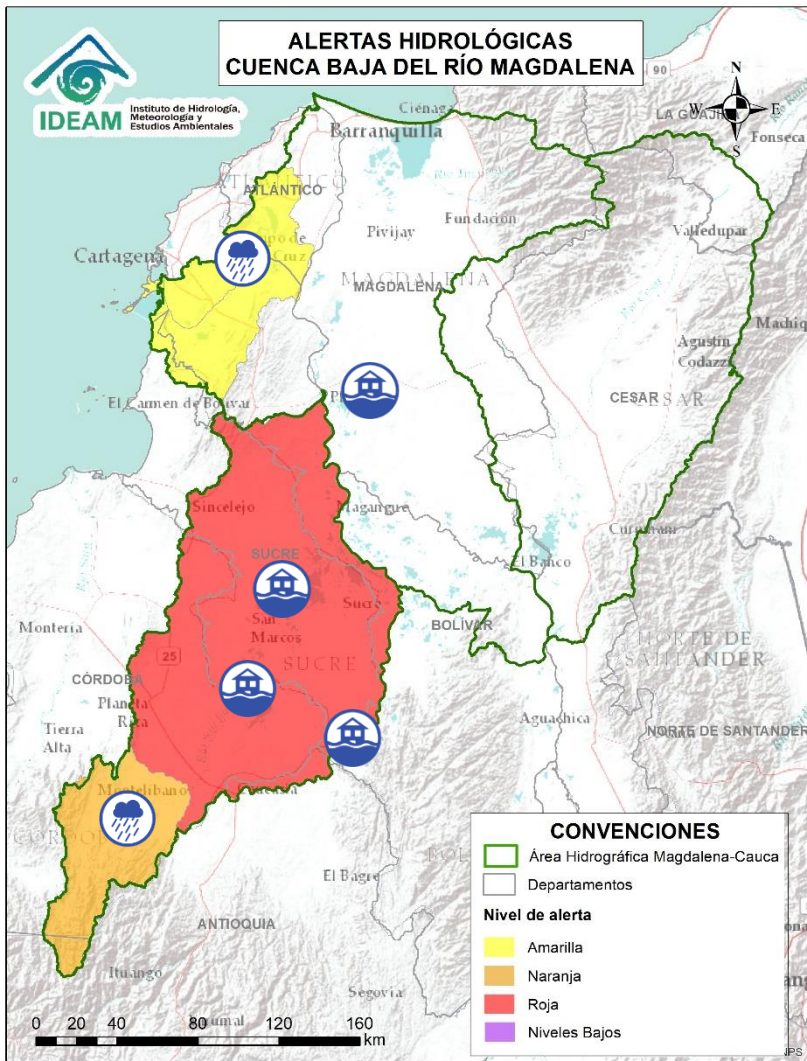 ALERTAS HIDROLÓGICAS
CUENCA BAJA DEL RÍO MAGDALENA
IDEAM
Instituto de Hidrología,
Meteorología y
Estudios Ambientales
90
N
W E
S
Ciénaga
LA GUAJIRA
Fonseca
Barranquilla
ATLÁNTICO
Pivijay
Fundación
Valledupar
Cartagena
Cruz
MAGDALENA
MAGDALENA
Agustín
Codazzi
CESAR
CESAR
El Carmen de Bolívar
Sincelejo
Magangue
Curumani
El Banco
SUCRE
Sucre
San
Marcos
BOLÍVAR
Montería
25
SUCRE
NORTE DE
SANTANDER
CÓRDOBA
Planeta
Rica
Aguachica
Tierra
Alta
NORTE DE SANTANDER
Montelibano
El Bagre
ANTIOQUIA
Ituango
Segovia
CONVENCIONES
Área Hidrográfica Magdalena-Cauca
Departamentos
Nivel de alerta
Amarilla
Naranja
Roja
Niveles Bajos
0 20 40 80 120 160
km